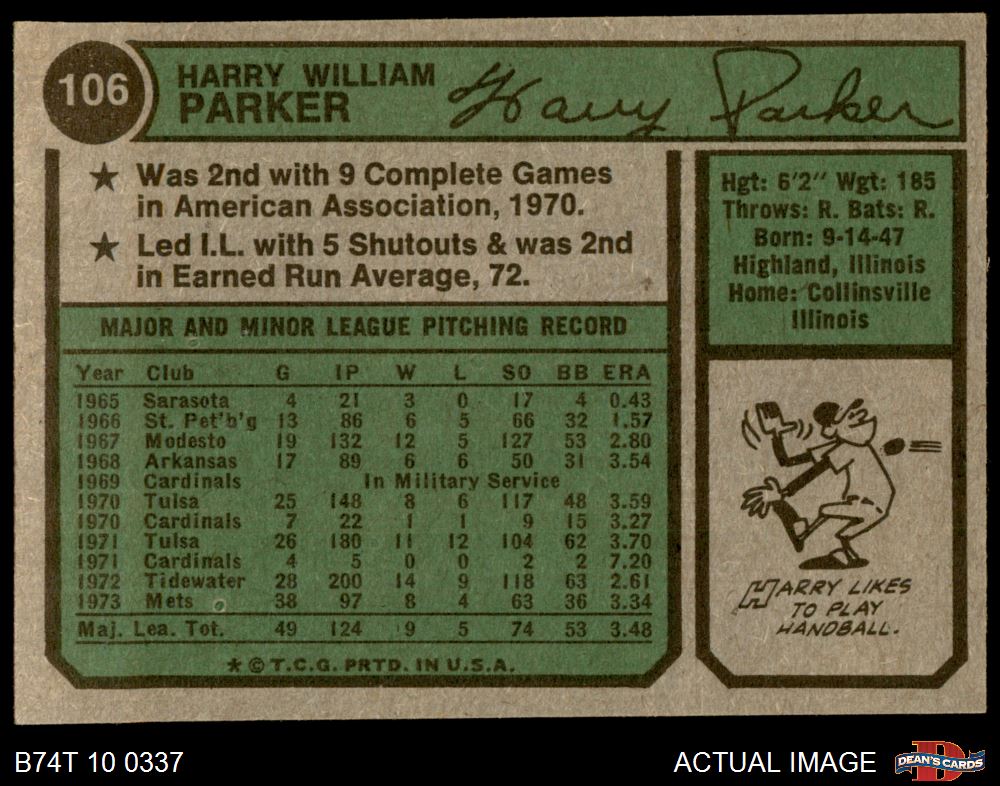 106
HARRY WILLIAM
PARKER
Harry Parker
★ Was 2nd with 9 Complete Games
in American Association, 1970.
★ Led I.L. with 5 Shutouts & was 2nd
in Earned Run Average, 72.
MAJOR AND MINOR LEAGUE PITCHING RECORD
Year Club G IP W L SO BB ERA
1965 Sarasota 4 21 3 0 17 4 0.43
1966 St. Pet'b'g 13 86 6 5 66 32 1.57
1967 Modesto 19 132 12 5 127 53 2.80
1968 Arkansas 17 89 6 6 50 31 3.54
1969 Cardinals In Military Service
1970 Tulsa 25 148 8 6 117 48 3.59
1970 Cardinals 7 22 1 1 9 15 3.27
1971 Tulsa 26 180 11 12 104 62 3.70
1971 Cardinals 4 5 0 0 2 2 7.20
1972 Tidewater 28 200 14 9 118 63 2.61
1973 Mets 38 97 8 4 63 36 3.34
Maj. Lea. Tot. 49 124 9 5 74 53 3.48
★ © T.C.G. PRTD. IN U.S.A.
Hgt: 6'2" Wgt: 185
Throws: R. Bats: R.
Born: 9-14-47
Highland, Illinois
Home: Collinsville
Illinois
HARRY LIKES
TO PLAY
HANDBALL.
B74T 10 0337
ACTUAL IMAGE
D
DEAN'S CARDS